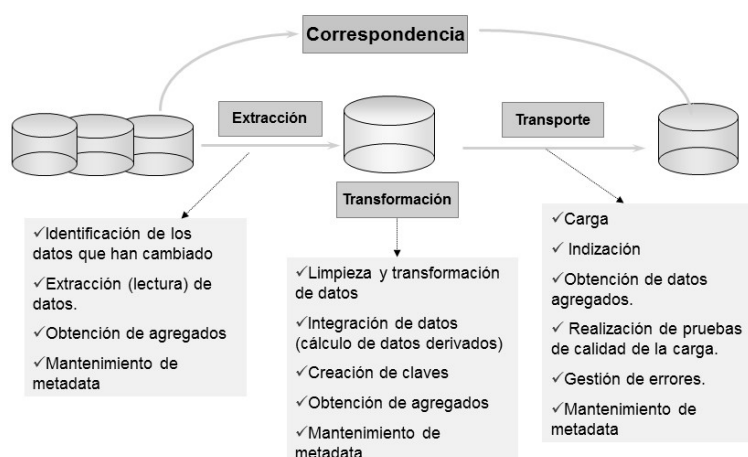 Correspondencia
Extracción
Transporte
Transformación
✓Identificación de los
datos que han cambiado
✓Extracción (lectura) de
datos.
✓Obtención de agregados
✓Mantenimiento de
metadata
✓Limpieza y transformación
de datos
✓Integración de datos
(cálculo de datos derivados)
✓Creación de claves
✓Obtención de agregados
✓Mantenimiento de
metadata
✓Carga
✓ Indización
✓Obtención de datos
agregados.
✓ Realización de pruebas
de calidad de la carga.
✓Gestión de errores.
✓Mantenimiento de
metadata